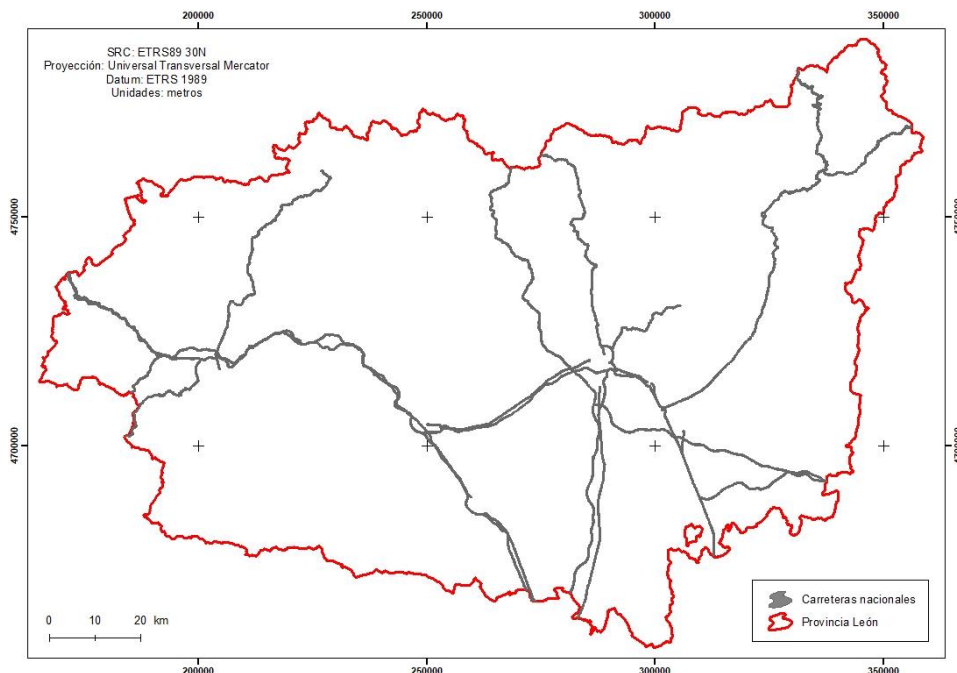 200000 250000 300000 350000
SRC: ETRS89 30N
Proyección: Universal Transversal Mercator
Datum: ETRS 1989
Unidades: metros
4750000 4750000
4700000 4700000
Carreteras nacionales
Provincia León
0 10 20 km
200000 250000 300000 350000